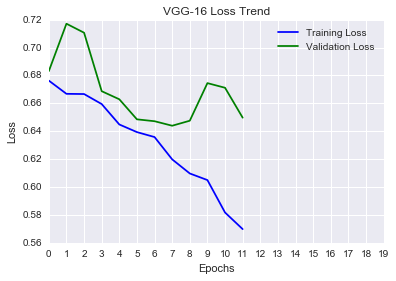 VGG-16 Loss Trend
0.72
0.70
0.68
0.66
0.64
0.62
0.60
0.58
0.56
Loss
Training Loss
Validation Loss
0 1 2 3 4 5 6 7 8 9 10 11 12 13 14 15 16 17 18 19
Epochs